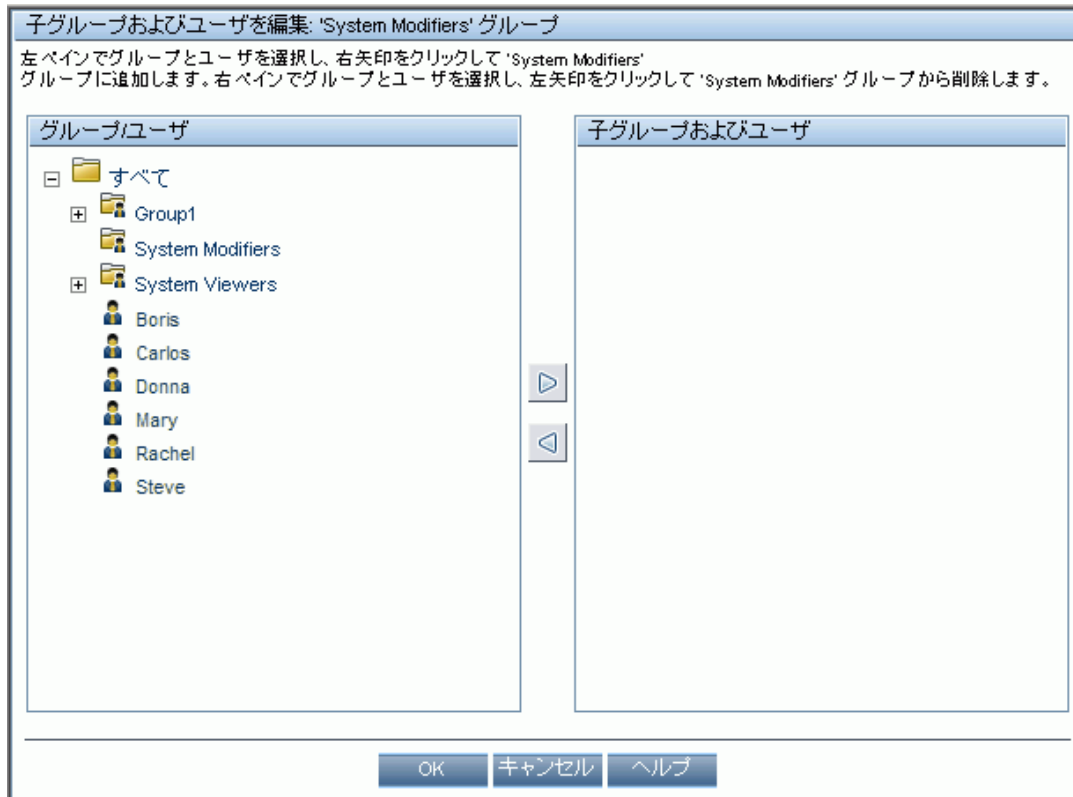 子グループおよびユーザを編集: 'System Modifiers' グループ
左ペインでグループとユーザを選択し、右矢印をクリックして 'System Modifiers'
グループに追加します。右ペインでグループとユーザを選択し、左矢印をクリックして 'System Modifiers' グループから削除します。
グループ/ユーザ
子グループおよびユーザ
すべて
Group1
System Modifiers
System Viewers
Boris
Carlos
Donna
Mary
Rachel
Steve
OK
キャンセル
ヘルプ